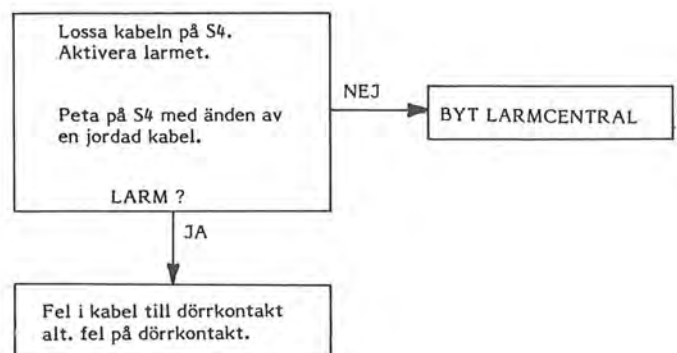 Lossa kabeln på S4.
Aktivera larmet.
Peta på S4 med änden av
en jordad kabel.
LARM ?
NEJ
BYT LARMCENTRAL
JA
Fel i kabel till dörrkontakt
alt. fel på dörrkontakt.